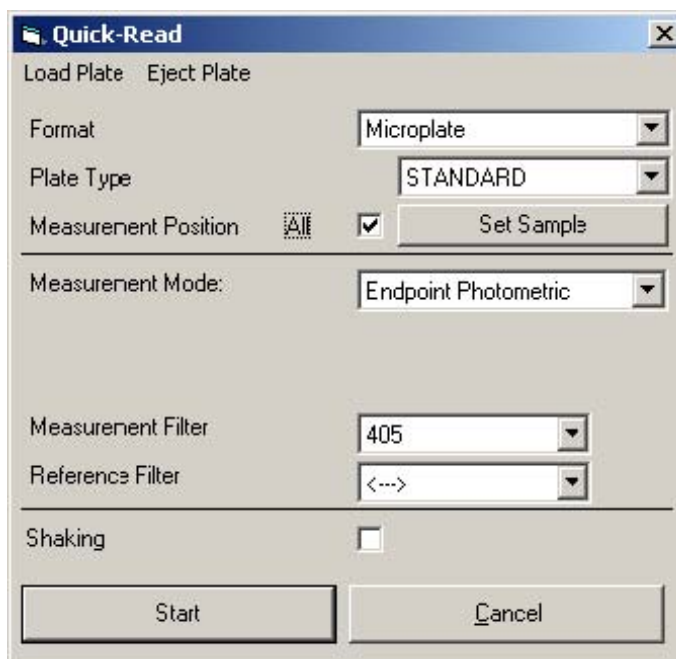 Quick-Read
Load Plate Eject Plate
Format Microplate
Plate Type STANDARD
Measurement Position All Set Sample
Measurement Mode: Endpoint Photometric
Measurement Filter 405
Reference Filter <--->
Shaking
Start Cancel